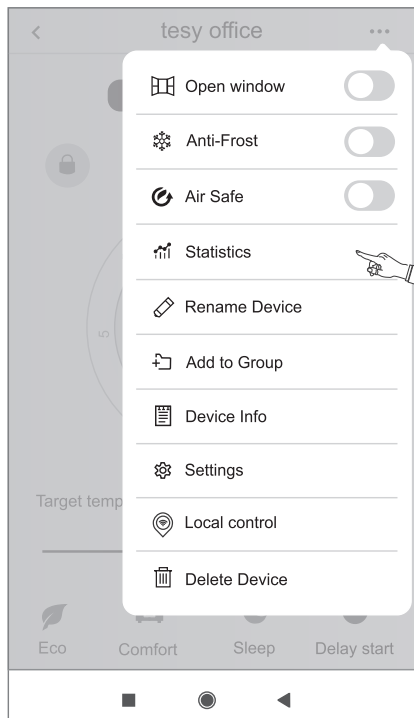 tesy office
Open window
Anti-Frost
Air Safe
Statistics
Rename Device
5
Add to Group
Device Info
Settings
Target temp
Local control
Delete Device
Eco Comfort Sleep Delay start